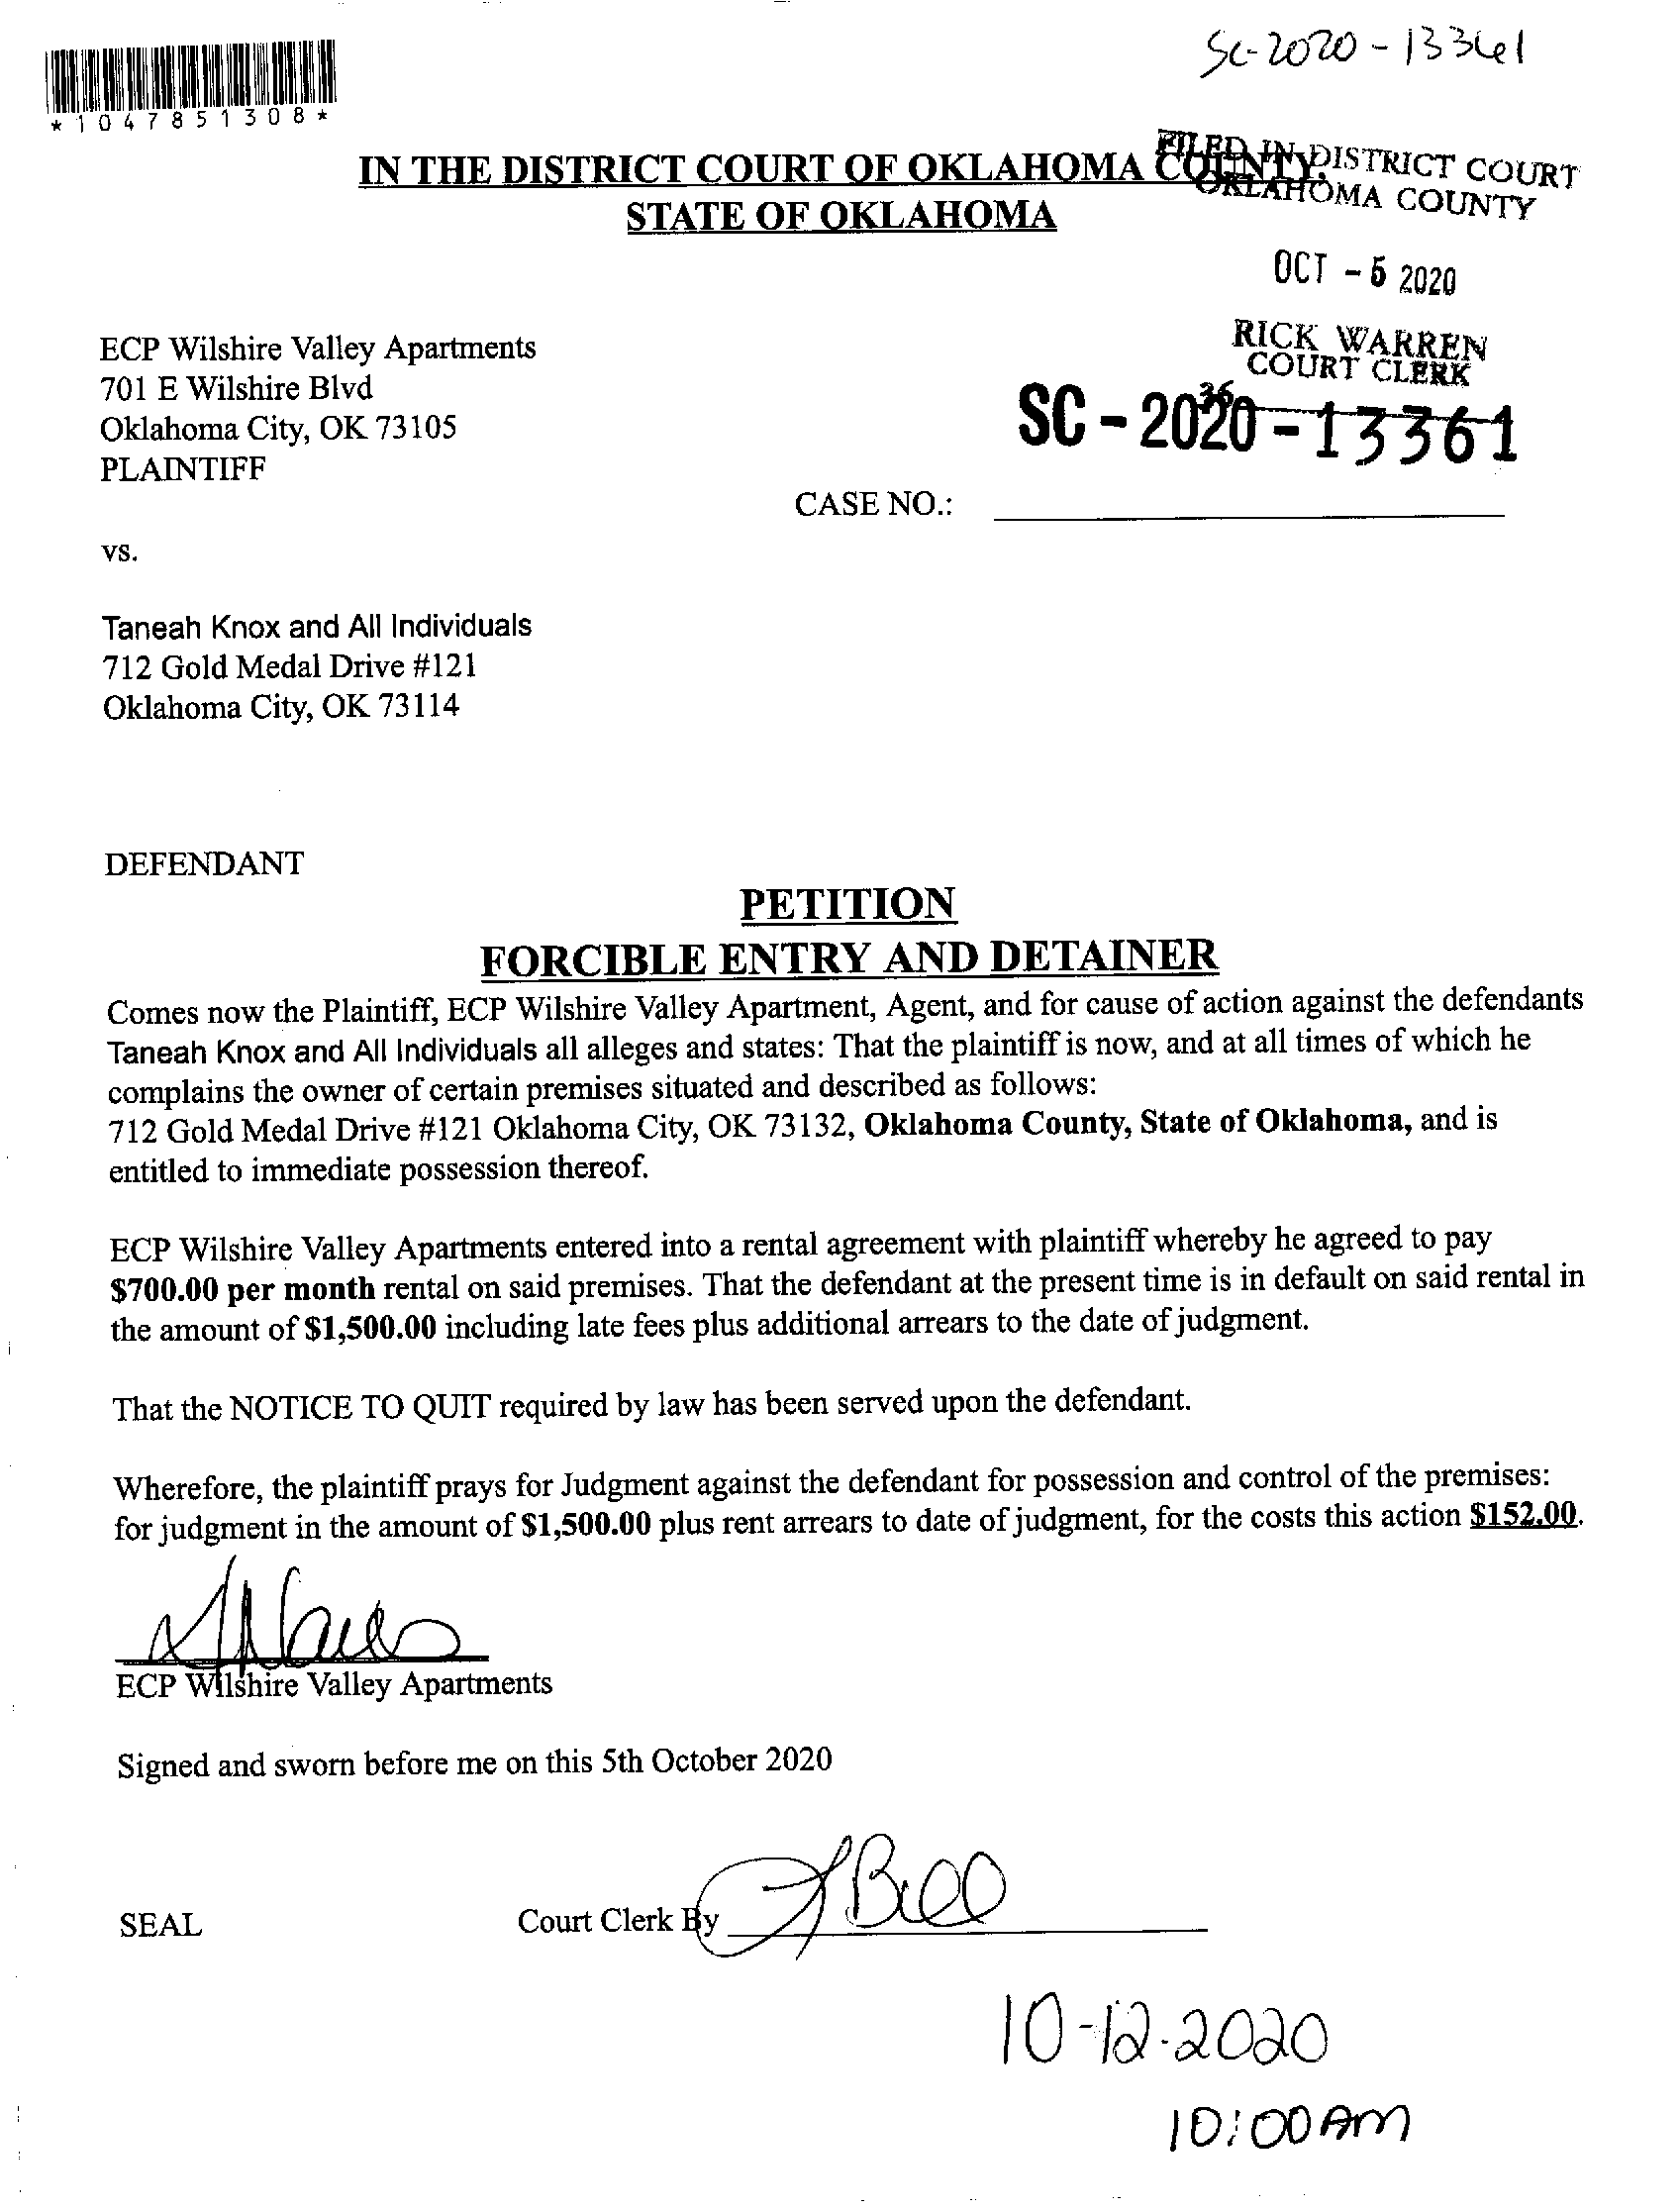 SC-2020-13361
*1047851308*
IN THE DISTRICT COURT OF OKLAHOMA COUNTY,
STATE OF OKLAHOMA
FILED IN DISTRICT COURT
OKLAHOMA COUNTY
OCT - 5 2020
RICK WARREN
COURT CLERK
36
SC - 2020 - 13361
ECP Wilshire Valley Apartments
701 E Wilshire Blvd
Oklahoma City, OK 73105
PLAINTIFF
CASE NO.:
vs.
Taneah Knox and All Individuals
712 Gold Medal Drive #121
Oklahoma City, OK 73114
DEFENDANT
PETITION
FORCIBLE ENTRY AND DETAINER
Comes now the Plaintiff, ECP Wilshire Valley Apartment, Agent, and for cause of action against the defendants
Taneah Knox and All Individuals all alleges and states: That the plaintiff is now, and at all times of which he
complains the owner of certain premises situated and described as follows:
712 Gold Medal Drive #121 Oklahoma City, OK 73132, Oklahoma County, State of Oklahoma, and is
entitled to immediate possession thereof.
ECP Wilshire Valley Apartments entered into a rental agreement with plaintiff whereby he agreed to pay
$700.00 per month rental on said premises. That the defendant at the present time is in default on said rental in
the amount of $1,500.00 including late fees plus additional arrears to the date of judgment.
That the NOTICE TO QUIT required by law has been served upon the defendant.
Wherefore, the plaintiff prays for Judgment against the defendant for possession and control of the premises:
for judgment in the amount of $1,500.00 plus rent arrears to date of judgment, for the costs this action $152.00.
ECP Wilshire Valley Apartments
Signed and sworn before me on this 5th October 2020
SEAL
Court Clerk By
10-12-2020
10:00AM